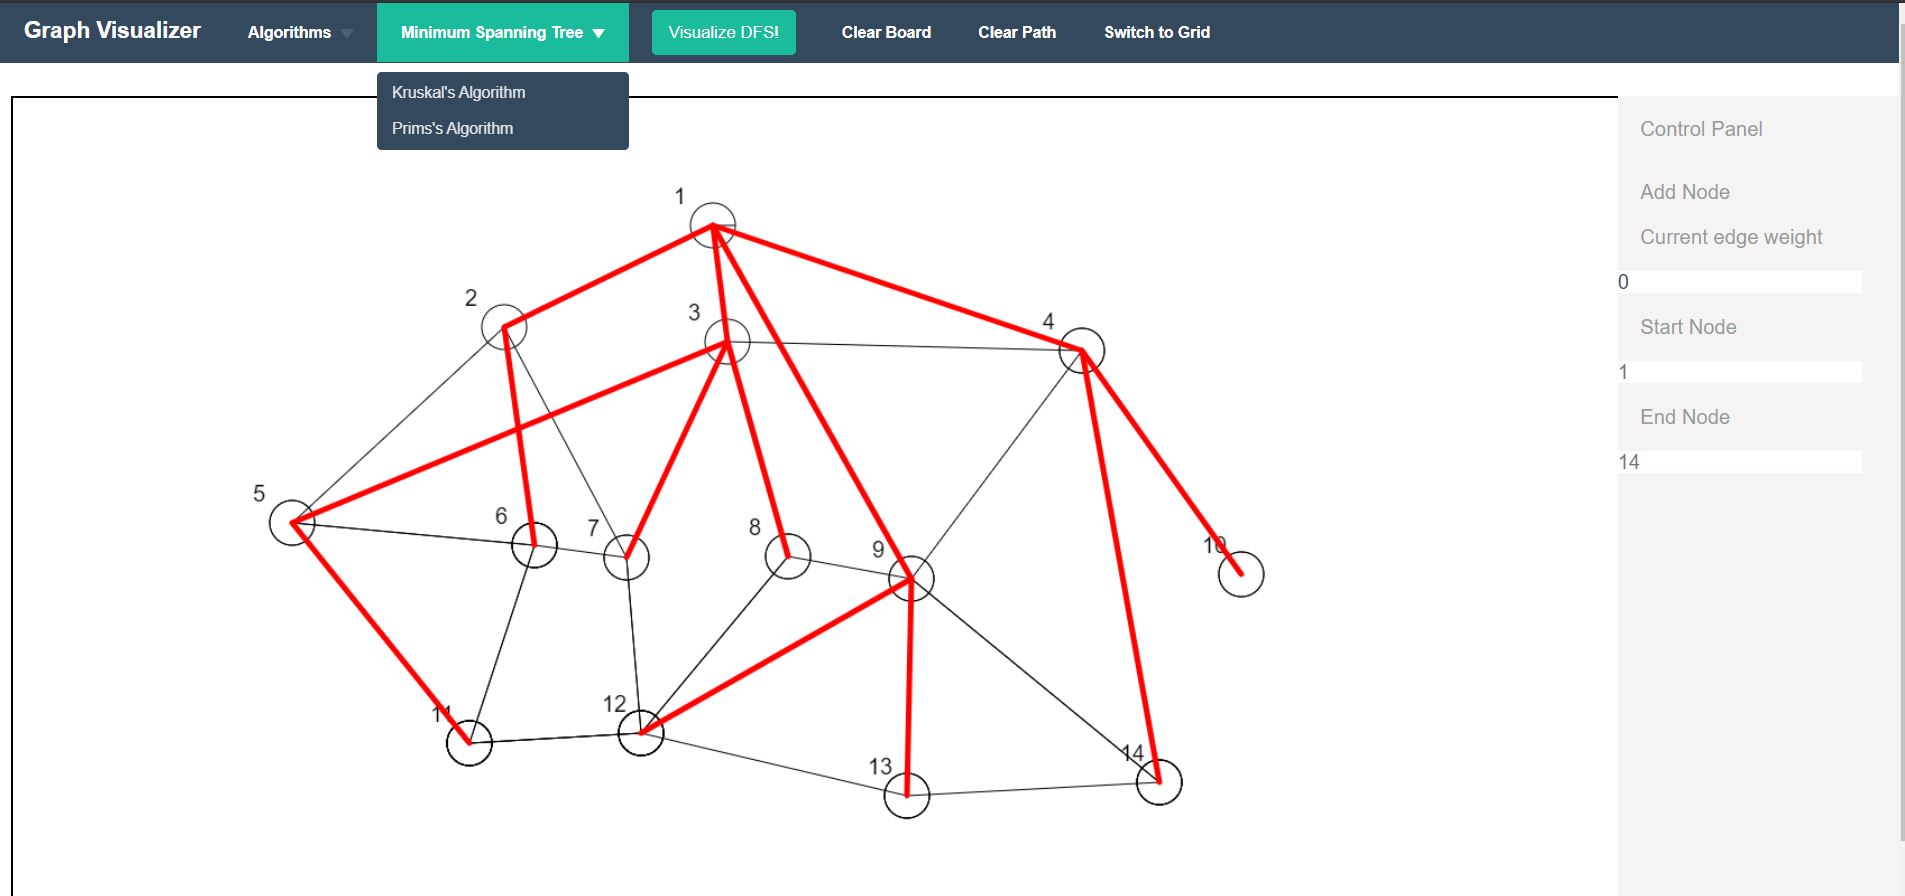 Graph Visualizer
Algorithms
Minimum Spanning Tree ▼
Visualize DFS!
Clear Board
Clear Path
Switch to Grid
Kruskal's Algorithm
Prims's Algorithm
Control Panel
Add Node
Current edge weight
0
Start Node
1
End Node
14
1
2
3
4
5
6
7
8
9
10
11
12
13
14